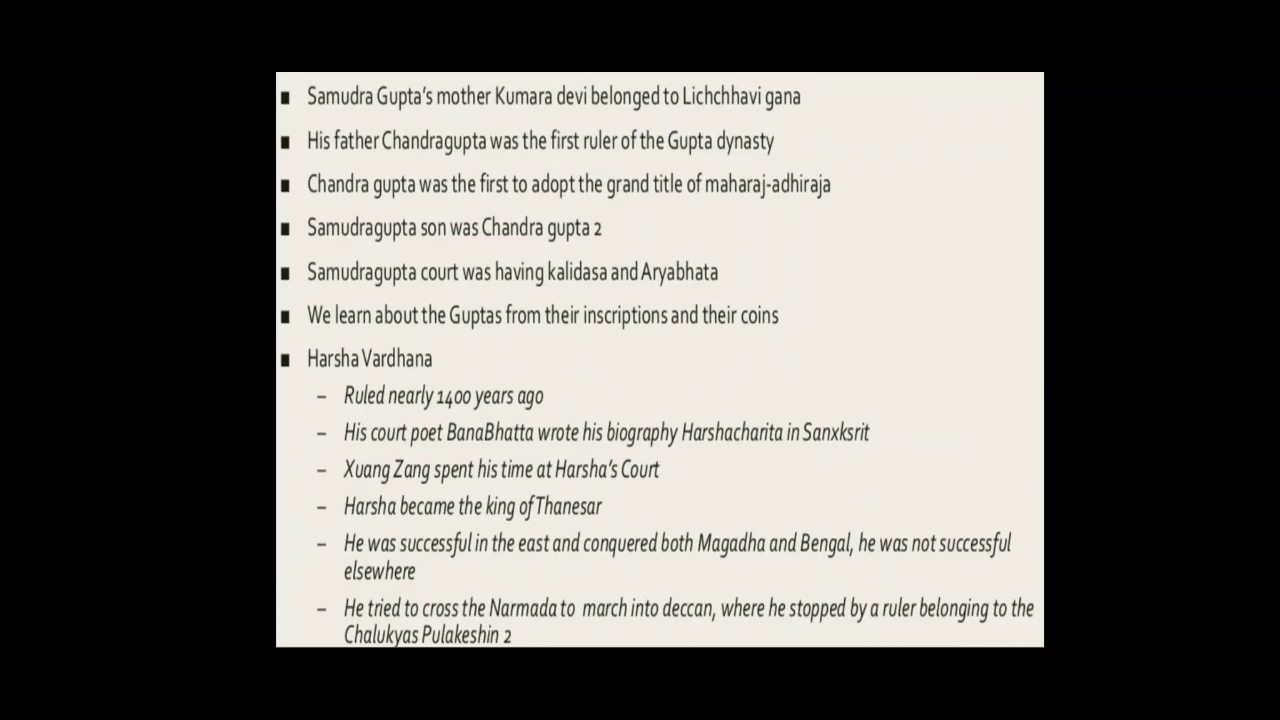 ▪ Samudra Gupta's mother Kumara devi belonged to Lichchhavi gana
▪ His father Chandragupta was the first ruler of the Gupta dynasty
▪ Chandra gupta was the first to adopt the grand title of maharaj-adhiraja
▪ Samudragupta son was Chandra gupta 2
▪ Samudragupta court was having kalidasa and Aryabhata
▪ We learn about the Guptas from their inscriptions and their coins
▪ Harsha Vardhana
– Ruled nearly 1400 years ago
– His court poet BanaBhatta wrote his biography Harshacharita in Sanxksrit
– Xuang Zang spent his time at Harsha's Court
– Harsha became the king of Thanesar
– He was successful in the east and conquered both Magadha and Bengal, he was not successful
elsewhere
– He tried to cross the Narmada to march into deccan, where he stopped by a ruler belonging to the
Chalukyas Pulakeshin 2